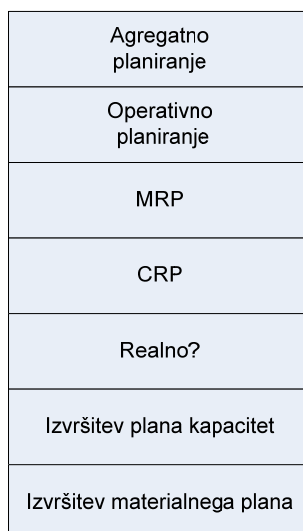 Agregatno
planiranje
Operativno
planiranje
MRP
CRP
Realno?
Izvršitev plana kapacitet
Izvršitev materialnega plana